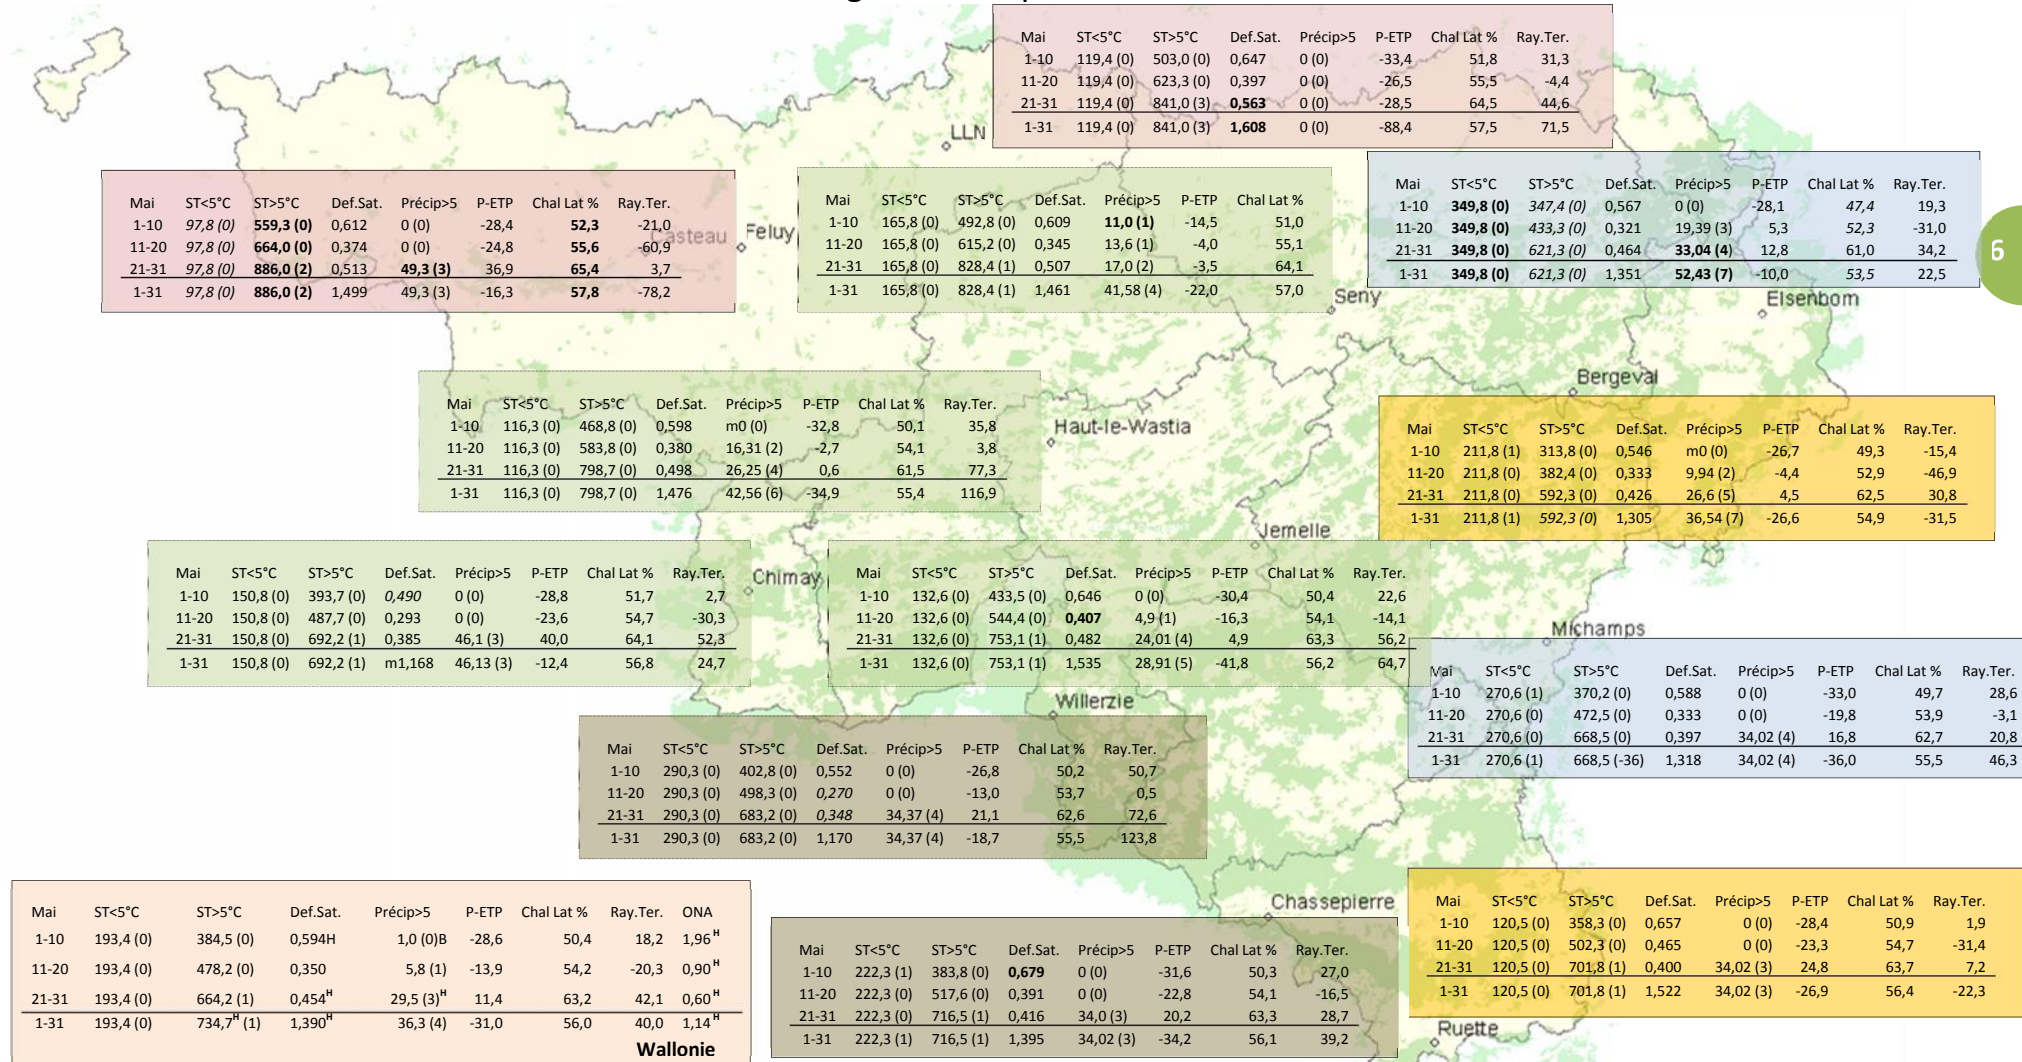 Mai ST<5°C ST>5°C Def.Sat. Précip>5 P-ETP Chal Lat % Ray.Ter.
1-10 119,4 (0) 503,0 (0) 0,647 0 (0) -33,4 51,8 31,3
11-20 119,4 (0) 623,3 (0) 0,397 0 (0) -26,5 55,5 -4,4
21-31 119,4 (0) 841,0 (3) 0,563 0 (0) -28,5 64,5 44,6
1-31 119,4 (0) 841,0 (3) 1,608 0 (0) -88,4 57,5 71,5
LLN
Mai ST<5°C ST>5°C Def.Sat. Précip>5 P-ETP Chal Lat % Ray.Ter.
1-10 97,8 (0) 559,3 (0) 0,612 0 (0) -28,4 52,3 -21,0
11-20 97,8 (0) 664,0 (0) 0,374 0 (0) -24,8 55,6 -60,9
21-31 97,8 (0) 886,0 (2) 0,513 49,3 (3) 36,9 65,4 3,7
1-31 97,8 (0) 886,0 (2) 1,499 49,3 (3) -16,3 57,8 -78,2
Feluy
Mai ST<5°C ST>5°C Def.Sat. Précip>5 P-ETP Chal Lat %
1-10 165,8 (0) 492,8 (0) 0,609 11,0 (1) -14,5 51,0
11-20 165,8 (0) 615,2 (0) 0,345 13,6 (1) -4,0 55,1
21-31 165,8 (0) 828,4 (1) 0,507 17,0 (2) -3,5 64,1
1-31 165,8 (0) 828,4 (1) 1,461 41,58 (4) -22,0 57,0
Seny
Mai ST<5°C ST>5°C Def.Sat. Précip>5 P-ETP Chal Lat % Ray.Ter.
1-10 349,8 (0) 347,4 (0) 0,567 0 (0) -28,1 47,4 19,3
11-20 349,8 (0) 433,3 (0) 0,321 19,39 (3) 5,3 52,3 -31,0
21-31 349,8 (0) 621,3 (0) 0,464 33,04 (4) 12,8 61,0 34,2
1-31 349,8 (0) 621,3 (0) 1,351 52,43 (7) -10,0 53,5 22,5
6
Elsenborn
Mai ST<5°C ST>5°C Def.Sat. Précip>5 P-ETP Chal Lat % Ray.Ter.
1-10 116,3 (0) 468,8 (0) 0,598 m0 (0) -32,8 50,1 35,8
11-20 116,3 (0) 583,8 (0) 0,380 16,31 (2) -2,7 54,1 3,8
21-31 116,3 (0) 798,7 (0) 0,498 26,25 (4) 0,6 61,5 77,3
1-31 116,3 (0) 798,7 (0) 1,476 42,56 (6) -34,9 55,4 116,9
Haut-le-Wastia
Bergeval
Mai ST<5°C ST>5°C Def.Sat. Précip>5 P-ETP Chal Lat % Ray.Ter.
1-10 211,8 (1) 313,8 (0) 0,546 m0 (0) -26,7 49,3 -15,4
11-20 211,8 (0) 382,4 (0) 0,333 9,94 (2) -4,4 52,9 -46,9
21-31 211,8 (0) 592,3 (0) 0,426 26,6 (5) 4,5 62,5 30,8
1-31 211,8 (1) 592,3 (0) 1,305 36,54 (7) -26,6 54,9 -31,5
Jemelle
Mai ST<5°C ST>5°C Def.Sat. Précip>5 P-ETP Chal Lat % Ray.Ter.
1-10 150,8 (0) 393,7 (0) 0,490 0 (0) -28,8 51,7 2,7
11-20 150,8 (0) 487,7 (0) 0,293 0 (0) -23,6 54,7 -30,3
21-31 150,8 (0) 692,2 (1) 0,385 46,1 (3) 40,0 64,1 52,3
1-31 150,8 (0) 692,2 (1) m1,168 46,13 (3) -12,4 56,8 24,7
Chimay
Mai ST<5°C ST>5°C Def.Sat. Précip>5 P-ETP Chal Lat % Ray.Ter.
1-10 132,6 (0) 433,5 (0) 0,646 0 (0) -30,4 50,4 22,6
11-20 132,6 (0) 544,4 (0) 0,407 4,9 (1) -16,3 54,1 -14,1
21-31 132,6 (0) 753,1 (1) 0,482 24,01 (4) 4,9 63,3 56,2
1-31 132,6 (0) 753,1 (1) 1,535 28,91 (5) -41,8 56,2 64,7
Michamps
Mai ST<5°C ST>5°C Def.Sat. Précip>5 P-ETP Chal Lat % Ray.Ter.
1-10 270,6 (1) 370,2 (0) 0,588 0 (0) -33,0 49,7 28,6
11-20 270,6 (0) 472,5 (0) 0,333 0 (0) -19,8 53,9 -3,1
21-31 270,6 (0) 668,5 (0) 0,397 34,02 (4) 16,8 62,7 20,8
1-31 270,6 (1) 668,5 (-36) 1,318 34,02 (4) -36,0 55,5 46,3
Willerzie
Mai ST<5°C ST>5°C Def.Sat. Précip>5 P-ETP Chal Lat % Ray.Ter.
1-10 290,3 (0) 402,8 (0) 0,552 0 (0) -26,8 50,2 50,7
11-20 290,3 (0) 498,3 (0) 0,270 0 (0) -13,0 53,7 0,5
21-31 290,3 (0) 683,2 (0) 0,348 34,37 (4) 21,1 62,6 72,6
1-31 290,3 (0) 683,2 (0) 1,170 34,37 (4) -18,7 55,5 123,8
Mai ST<5°C ST>5°C Def.Sat. Précip>5 P-ETP Chal Lat % Ray.Ter. ONA
1-10 193,4 (0) 384,5 (0) 0,594H 1,0 (0)B -28,6 50,4 18,2 1,96 H
11-20 193,4 (0) 478,2 (0) 0,350 5,8 (1) -13,9 54,2 -20,3 0,90 H
21-31 193,4 (0) 664,2 (1) 0,454H 29,5 (3)H 11,4 63,2 42,1 0,60 H
1-31 193,4 (0) 734,7H (1) 1,390H 36,3 (4) -31,0 56,0 40,0 1,14 H
Wallonie
Chassepierre
Mai ST<5°C ST>5°C Def.Sat. Précip>5 P-ETP Chal Lat % Ray.Ter.
1-10 222,3 (1) 383,8 (0) 0,679 0 (0) -31,6 50,3 27,0
11-20 222,3 (0) 517,6 (0) 0,391 0 (0) -22,8 54,1 -16,5
21-31 222,3 (0) 716,5 (1) 0,416 34,0 (3) 20,2 63,3 28,7
1-31 222,3 (1) 716,5 (1) 1,395 34,02 (3) -34,2 56,1 39,2
Mai ST<5°C ST>5°C Def.Sat. Précip>5 P-ETP Chal Lat % Ray.Ter.
1-10 120,5 (0) 358,3 (0) 0,657 0 (0) -28,4 50,9 1,9
11-20 120,5 (0) 502,3 (0) 0,465 0 (0) -23,3 54,7 -31,4
21-31 120,5 (0) 701,8 (1) 0,400 34,02 (3) 24,8 63,7 7,2
1-31 120,5 (0) 701,8 (1) 1,522 34,02 (3) -26,9 56,4 -22,3
Ruette